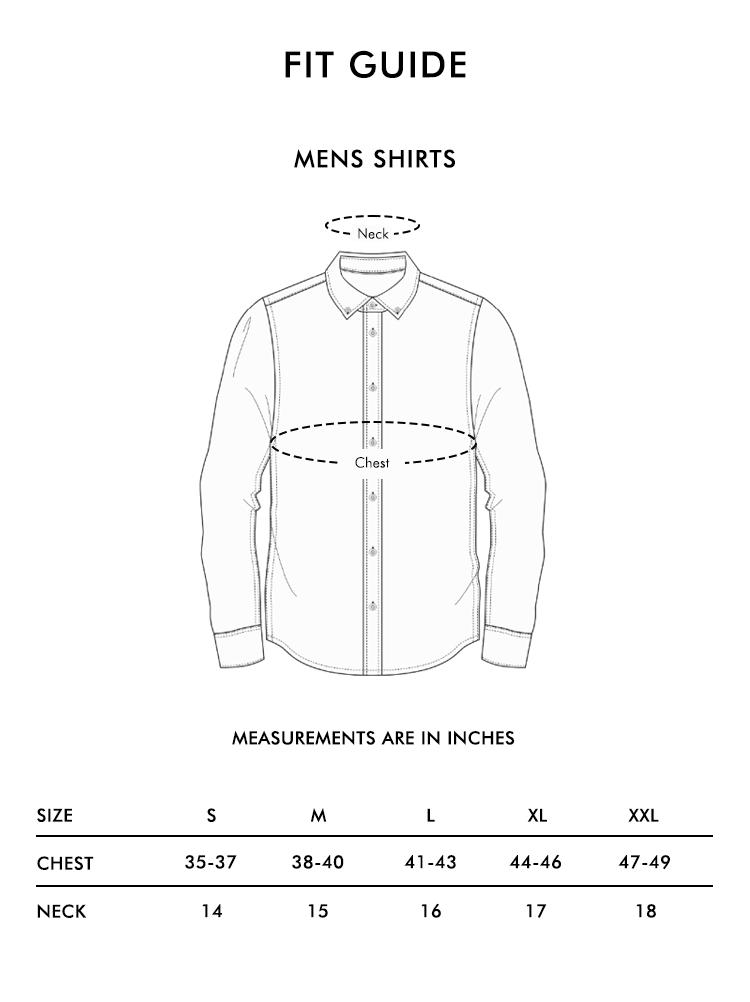 FIT GUIDE
MENS SHIRTS
Neck
Chest
MEASUREMENTS ARE IN INCHES
SIZE S M L XL XXL
CHEST 35-37 38-40 41-43 44-46 47-49
NECK 14 15 16 17 18